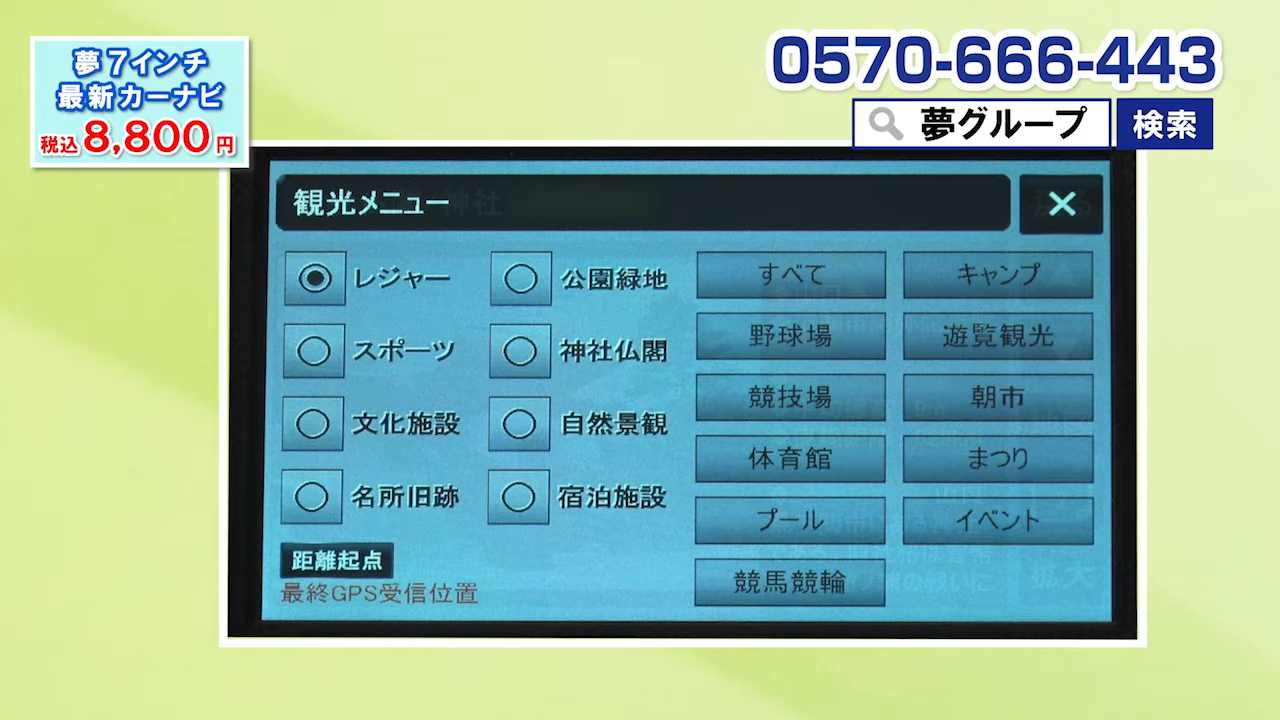 夢7インチ
最新カーナビ
税込8,800円
0570-666-443
夢グループ 検索
観光メニュー
レジャー 公園緑地 すべて キャンプ
スポーツ 神社仏閣 野球場 遊覧観光
文化施設 自然景観 競技場 朝市
名所旧跡 宿泊施設 体育館 まつり
プール イベント
距離起点 競馬競輪
最終GPS受信位置